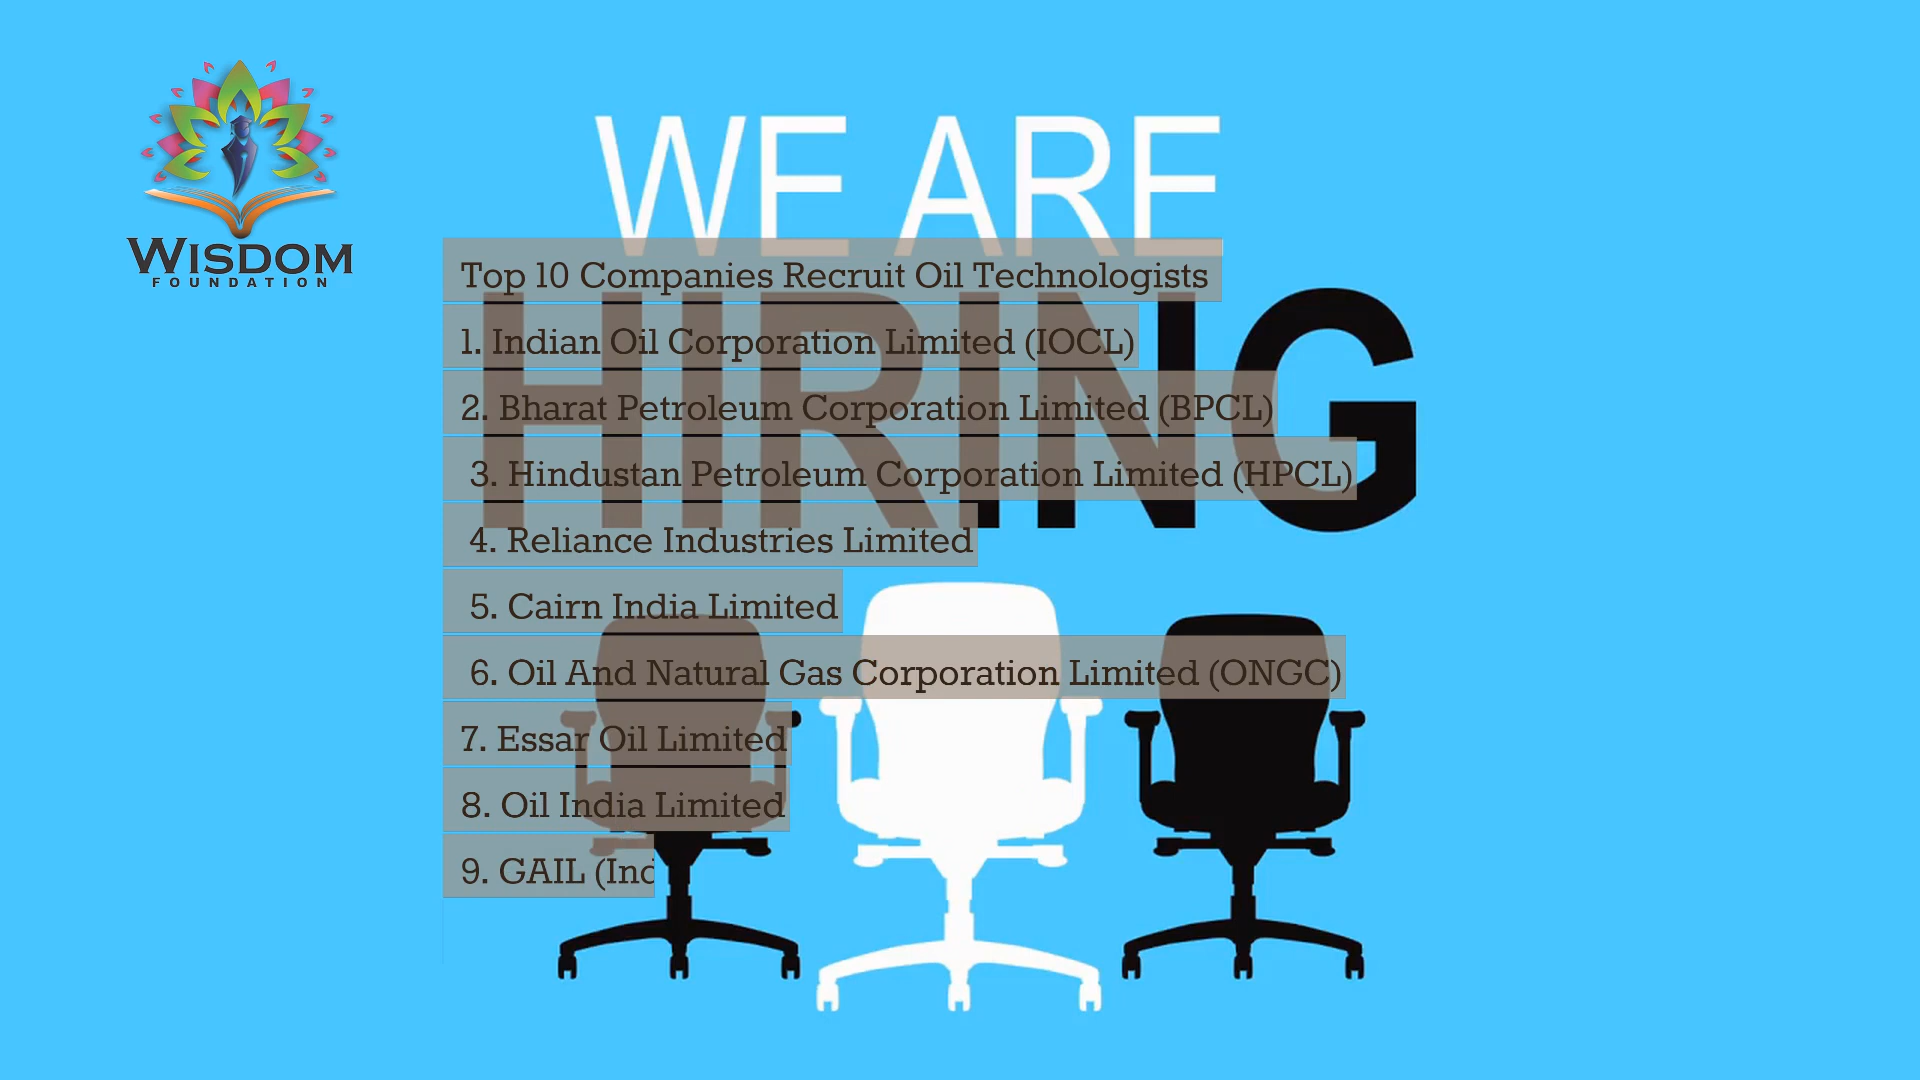 WISDOM
FOUNDATION
WE ARE
HIRING
Top 10 Companies Recruit Oil Technologists
1. Indian Oil Corporation Limited (IOCL)
2. Bharat Petroleum Corporation Limited (BPCL)
3. Hindustan Petroleum Corporation Limited (HPCL)
4. Reliance Industries Limited
5. Cairn India Limited
6. Oil And Natural Gas Corporation Limited (ONGC)
7. Essar Oil Limited
8. Oil India Limited
9. GAIL (Ind